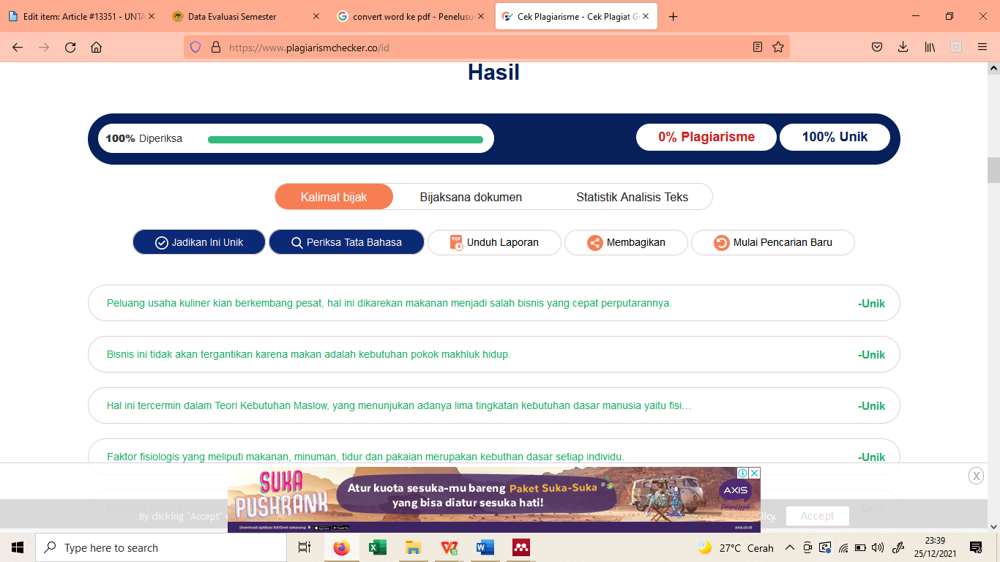 Edit item: Article #13351 - UNTA
Data Evaluasi Semester
convert word ke pdf - Penelusu
Cek Plagiarisme - Cek Plagiat Gr
https://www.plagiarismchecker.co/id
Hasil
100% Diperiksa
0% Plagiarisme
100% Unik
Kalimat bijak
Bijaksana dokumen
Statistik Analisis Teks
Jadikan Ini Unik
Periksa Tata Bahasa
PDF
Unduh Laporan
Membagikan
Mulai Pencarian Baru
Peluang usaha kuliner kian berkembang pesat, hal ini dikarekan makanan menjadi salah bisnis yang cepat perputarannya.
-Unik
Bisnis ini tidak akan tergantikan karena makan adalah kebutuhan pokok makhluk hidup.
-Unik
Hal ini tercermin dalam Teori Kebutuhan Maslow, yang menunjukan adanya lima tingkatan kebutuhan dasar manusia yaitu fisi...
-Unik
Faktor fisiologis yang meliputi makanan, minuman, tidur dan pakaian merupakan kebuthan dasar setiap individu.
-Unik
-Unik
SUKA
PUSHRANK
Atur kuota sesuka-mu bareng Paket Suka-Suka
yang bisa diatur sesuka hati!
AXIS
Download aplikasi AXISnet sekarang
axis.co.id
X
By clicking "Accept"
licy.
Accept
Type here to search
27°C Cerah
23:39
25/12/2021